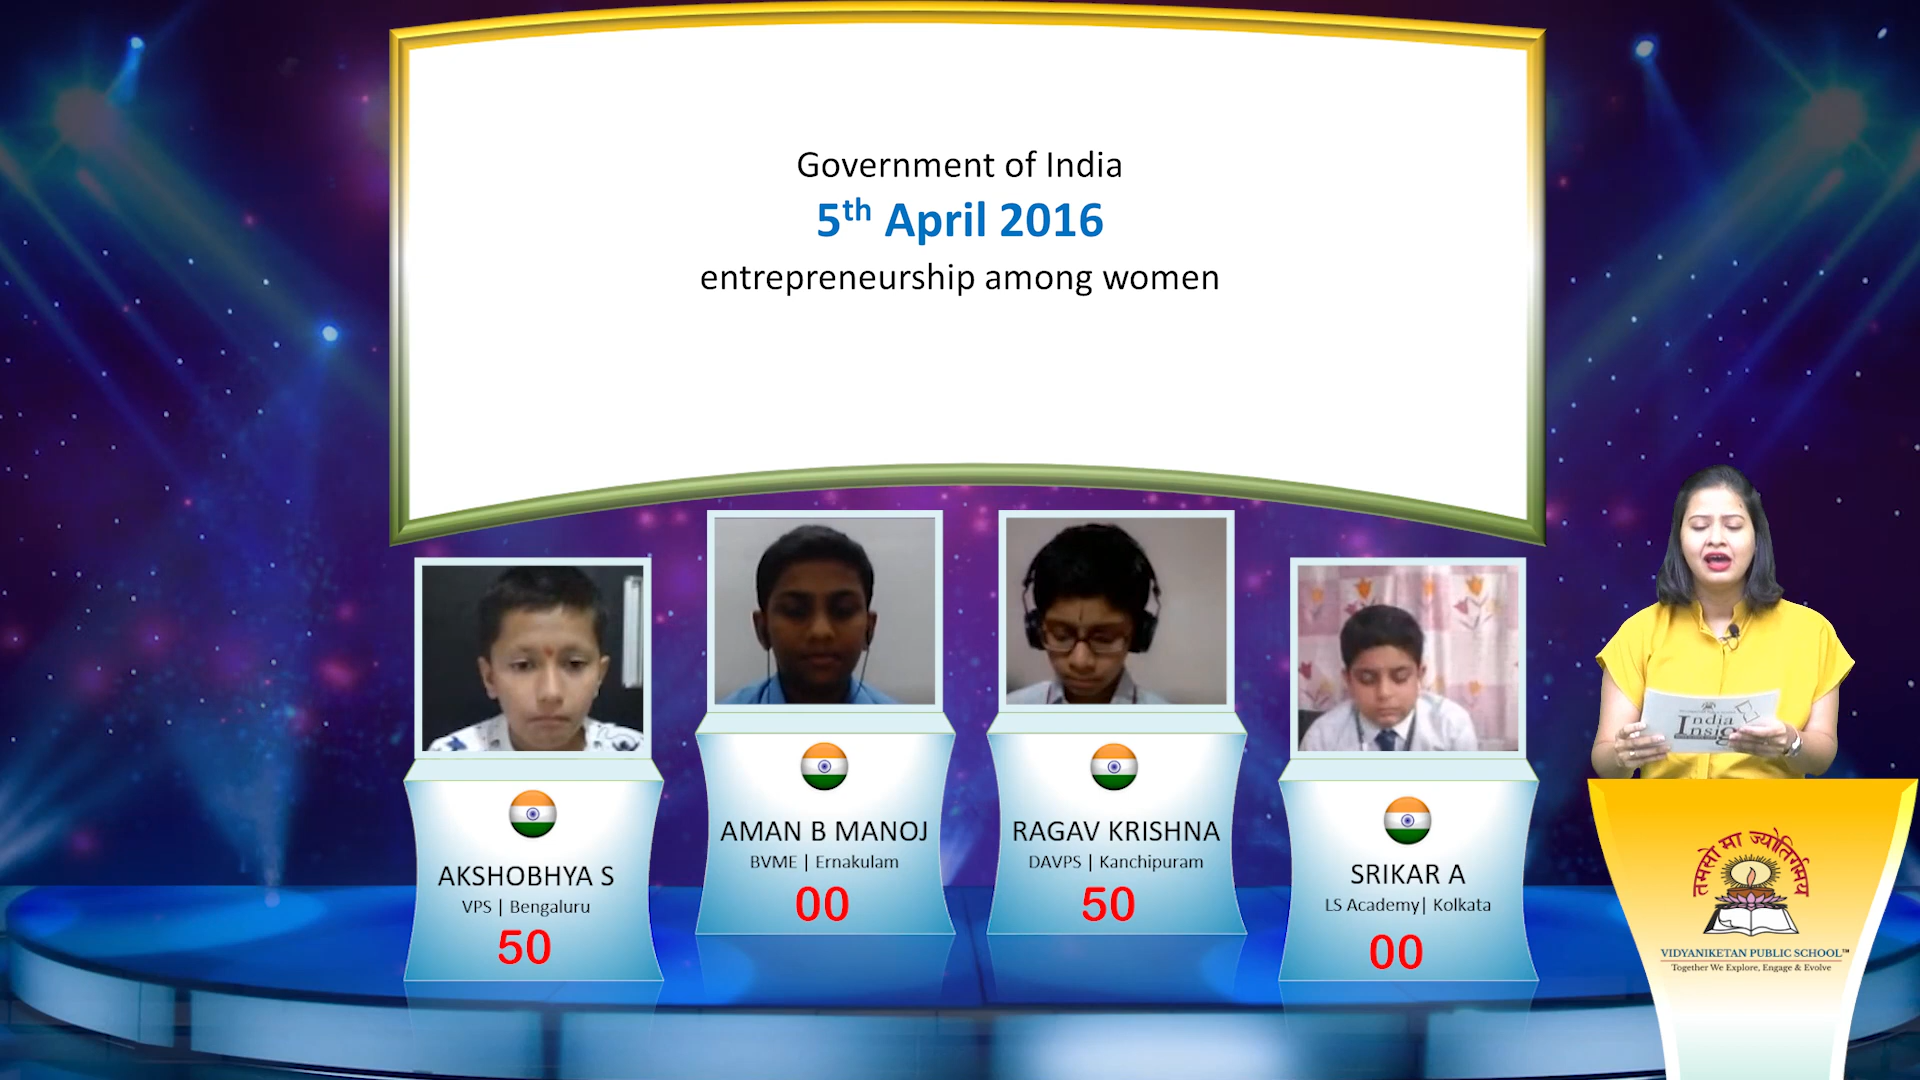 Government of India
5th April 2016
entrepreneurship among women
AKSHOBHYA S
VPS | Bengaluru
50
AMAN B MANOJ
BVME | Ernakulam
00
RAGAV KRISHNA
DAVPS | Kanchipuram
50
SRIKAR A
LS Academy| Kolkata
00
India
तमसो मा ज्योतिर्गमय
VIDYANIKETAN PUBLIC SCHOOL™
Together We Explore, Engage & Evolve